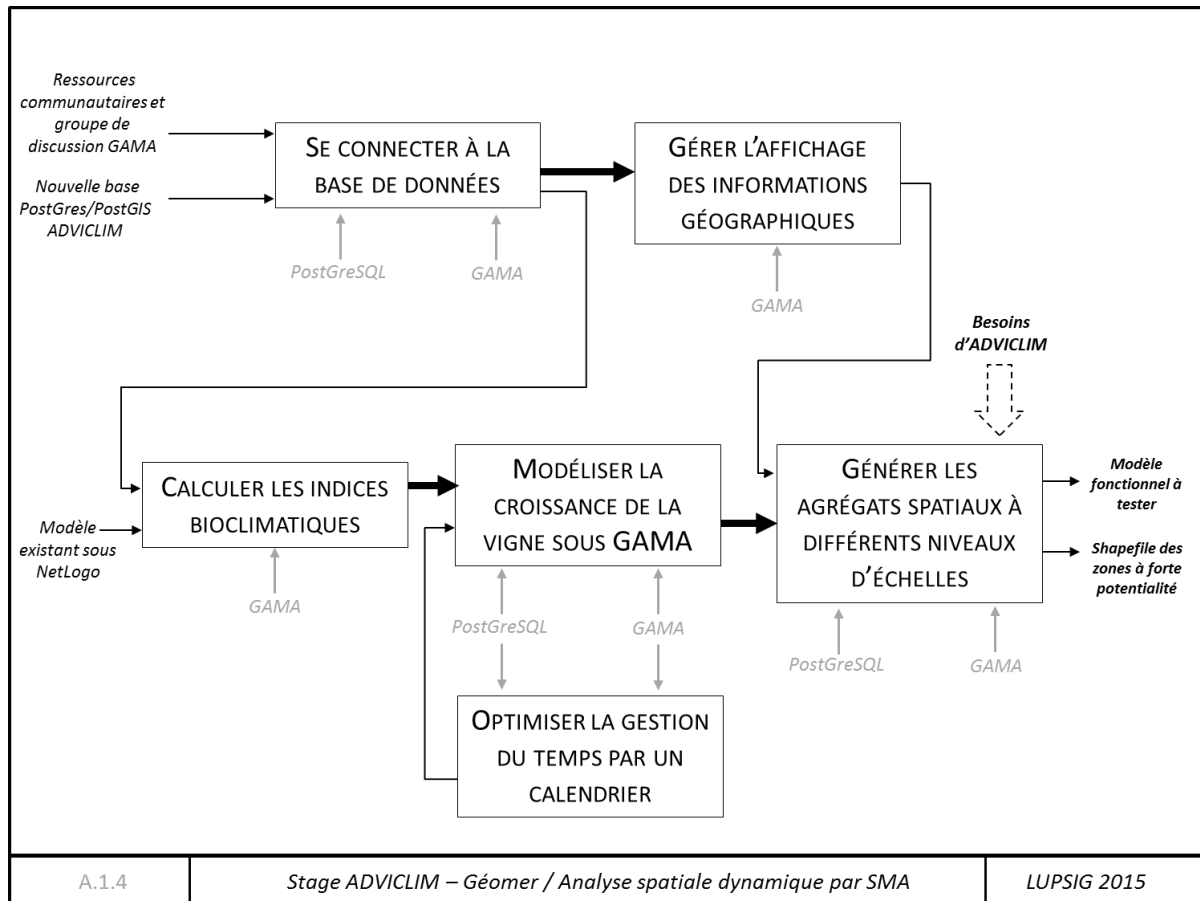 Ressources
communautaires et
groupe de
discussion GAMA
Nouvelle base
PostGres/PostGIS
ADVICLIM
SE CONNECTER À LA
BASE DE DONNÉES
PostGreSQL
GAMA
GÉRER L'AFFICHAGE
DES INFORMATIONS
GÉOGRAPHIQUES
GAMA
Besoins
d'ADVICLIM
CALCULER LES INDICES
BIOCLIMATIQUES
Modèle
existant sous
NetLogo
GAMA
MODÉLISER LA
CROISSANCE DE LA
VIGNE SOUS GAMA
PostGreSQL
GAMA
OPTIMISER LA GESTION
DU TEMPS PAR UN
CALENDRIER
GÉNÉRER LES
AGRÉGATS SPATIAUX À
DIFFÉRENTS NIVEAUX
D'ÉCHELLES
PostGreSQL
GAMA
Modèle
fonctionnel à
tester
Shapefile des
zones à forte
potentialité
A.1.4
Stage ADVICLIM – Géomer / Analyse spatiale dynamique par SMA
LUPSIG 2015